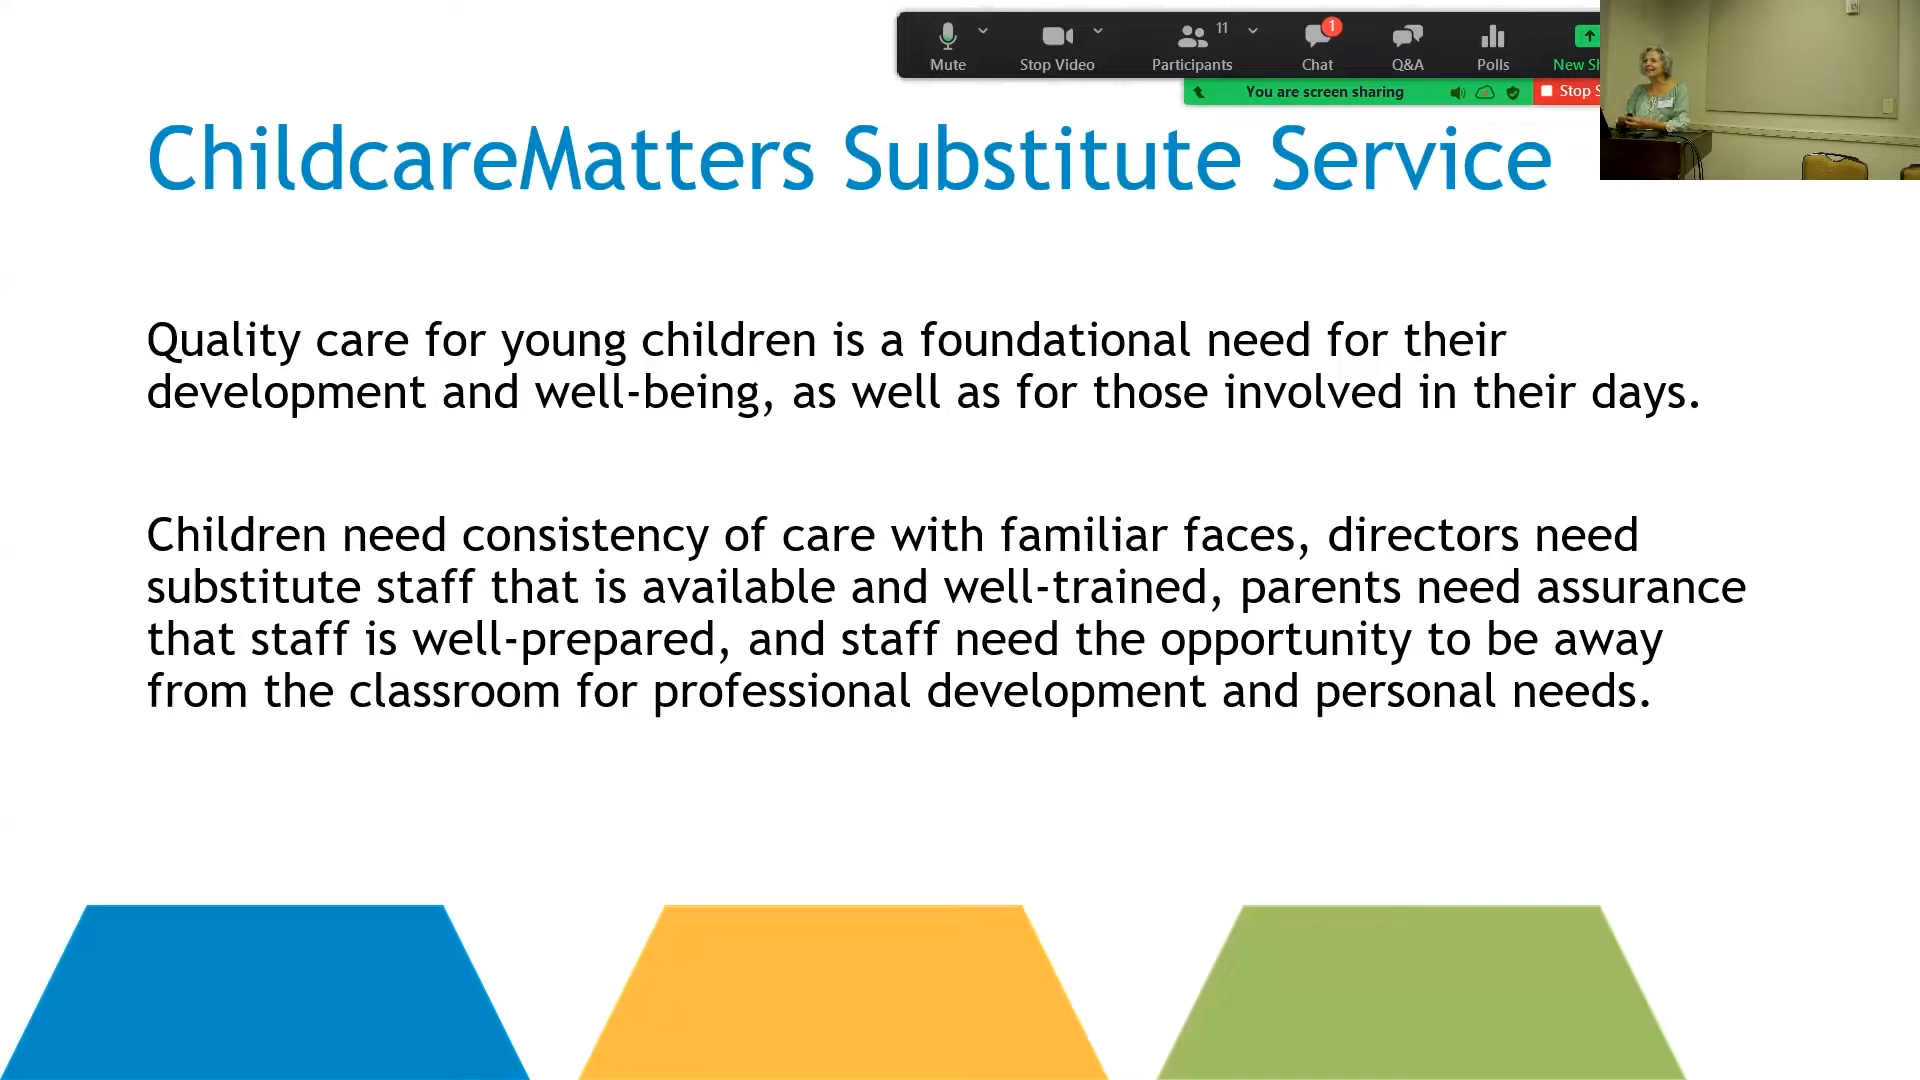 11
1
Mute
Stop Video
Participants
Chat
Q&A
Polls
New
You are screen sharing
Stop
ChildcareMatters Substitute Service
Quality care for young children is a foundational need for their
development and well-being, as well as for those involved in their days.
Children need consistency of care with familiar faces, directors need
substitute staff that is available and well-trained, parents need assurance
that staff is well-prepared, and staff need the opportunity to be away
from the classroom for professional development and personal needs.